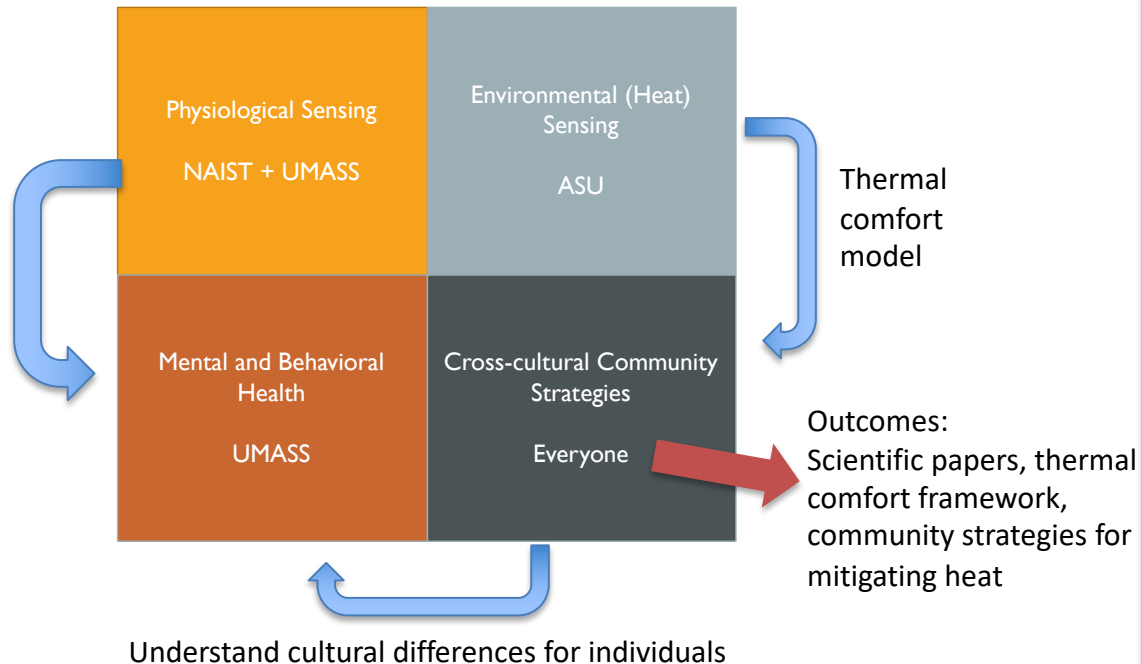 Physiological Sensing
NAIST + UMASS
Environmental (Heat)
Sensing
ASU
Thermal
comfort
model
Mental and Behavioral
Health
UMASS
Cross-cultural Community
Strategies
Everyone
Outcomes:
Scientific papers, thermal
comfort framework,
community strategies for
mitigating heat
Understand cultural differences for individuals